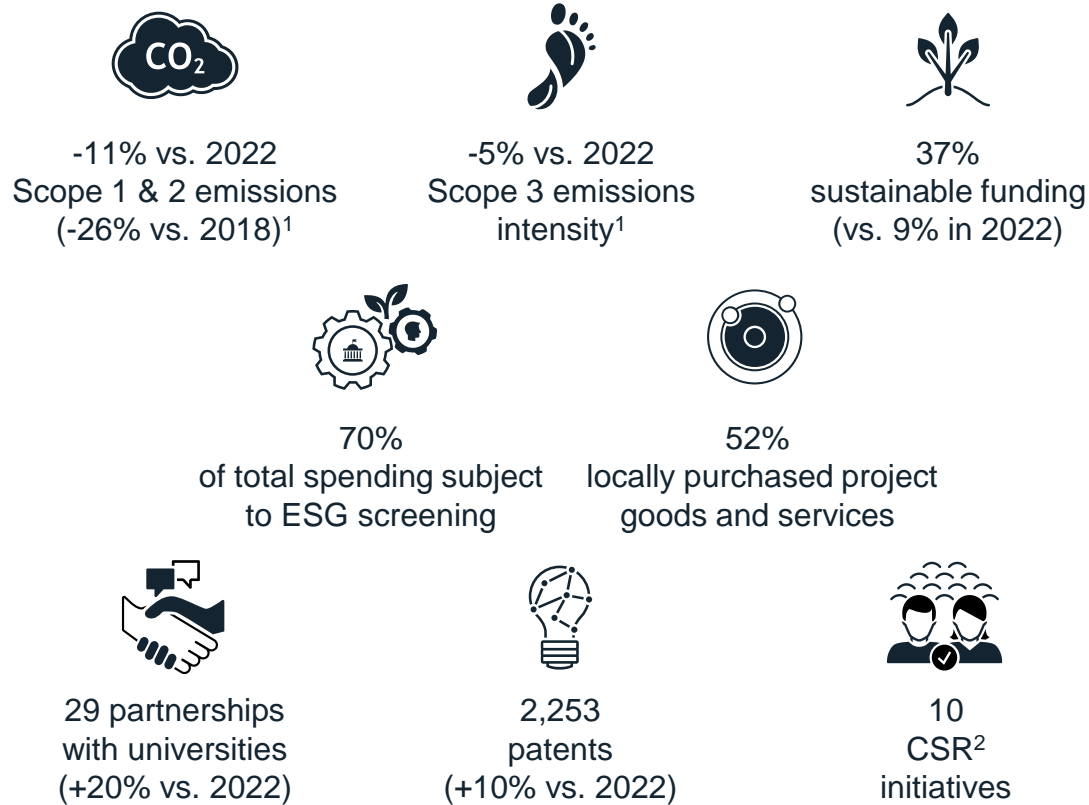 CO2
-11% vs. 2022
Scope 1 & 2 emissions
(-26% vs. 2018)1
-5% vs. 2022
Scope 3 emissions
intensity1
37%
sustainable funding
(vs. 9% in 2022)
70%
of total spending subject
to ESG screening
52%
locally purchased project
goods and services
29 partnerships
with universities
(+20% vs. 2022)
2,253
patents
(+10% vs. 2022)
10
CSR2
initiatives